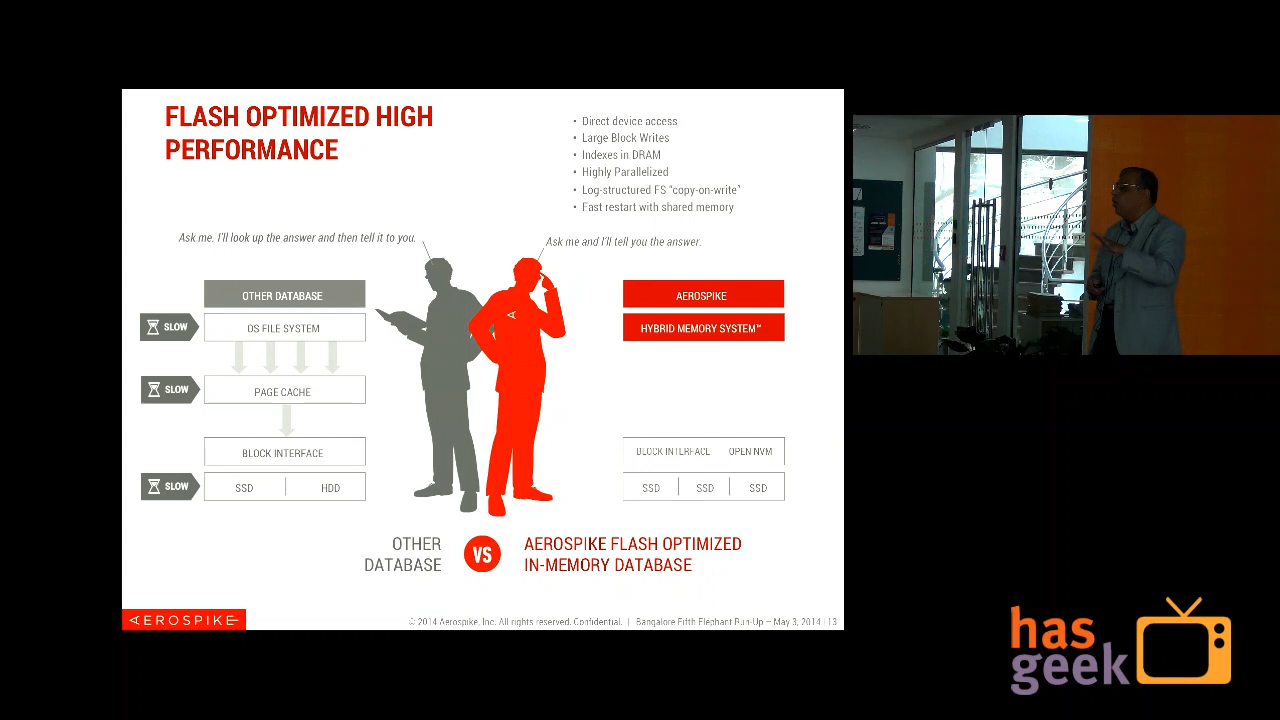 FLASH OPTIMIZED HIGH
PERFORMANCE
• Direct device access
• Large Block Writes
• Indexes in DRAM
• Highly Parallelized
• Log-structured FS "copy-on-write"
• Fast restart with shared memory
Ask me. I'll look up the answer and then tell it to you.
Ask me and I'll tell you the answer.
OTHER DATABASE
SLOW
OS FILE SYSTEM
SLOW
PAGE CACHE
BLOCK INTERFACE
SLOW
SSD
HDD
AEROSPIKE
HYBRID MEMORY SYSTEM™
BLOCK INTERFACE
OPEN NVM
SSD
SSD
SSD
OTHER
DATABASE
VS
AEROSPIKE FLASH OPTIMIZED
IN-MEMORY DATABASE
AEROSPIKE
© 2014 Aerospike, Inc. All rights reserved. Confidential. | Bangalore Fifth Elephant Run-Up – May 3, 2014 | 13
has
geek